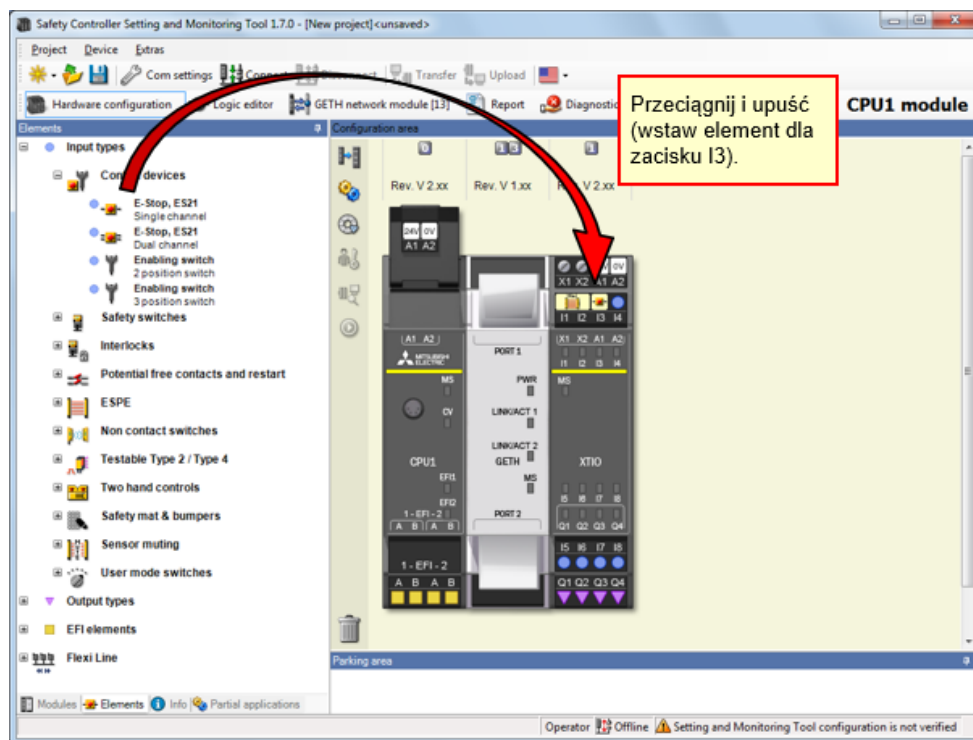 Safety Controller Setting and Monitoring Tool 1.7.0 - [New project]<unsaved>
Project Device Extras
Com settings Connect Disconnect Transfer Upload
Hardware configuration Logic editor GETH network module [13] Report Diagnostic CPU1 module
Przeciągnij i upuść
(wstaw element dla
zacisku I3).
Elements
Input types
Control devices
E-Stop, ES21
Single channel
E-Stop, ES21
Dual channel
Enabling switch
2 position switch
Enabling switch
3 position switch
Safety switches
Interlocks
Potential free contacts and restart
ESPE
Non contact switches
Testable Type 2 / Type 4
Two hand controls
Safety mat & bumpers
Sensor muting
User mode switches
Output types
EFI elements
Flexi Line
Modules Elements Info Partial applications
Configuration area
0 13 1
Rev. V 2.xx Rev. V 1.xx Rev. V 2.xx
24V 0V
A1 A2
A1 A2
MITSUBISHI
ELECTRIC
MS
CV
CPU1
EFI1
EFI2
1 - EFI - 2
A B A B
1 - EFI - 2
A B A B
PORT 1
PWR
LINK/ACT 1
LINK/ACT 2
GETH
MS
PORT 2
0V
X1 X2 A1 A2
I1 I2 I3 I4
X1 X2 A1 A2
I1 I2 I3 I4
MS
XTIO
I5 I6 I7 I8
Q1 Q2 Q3 Q4
I5 I6 I7 I8
Q1 Q2 Q3 Q4
Parking area
Operator Offline Setting and Monitoring Tool configuration is not verified